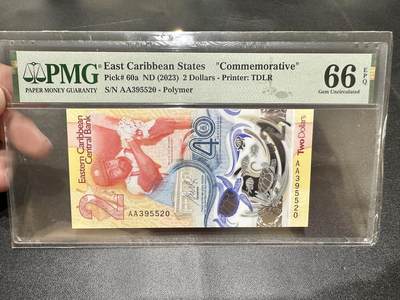 PMG
PAPER MONEY GUARANTY
East Caribbean States "Commemorative"
Pick# 60a ND (2023) 2 Dollars - Printer: TDLR
S/N AA395520 - Polymer
66 EPQ
Gem Uncirculated
Eastern Caribbean
Central Bank
2
AA395520
40
Two Dollars
AA395520